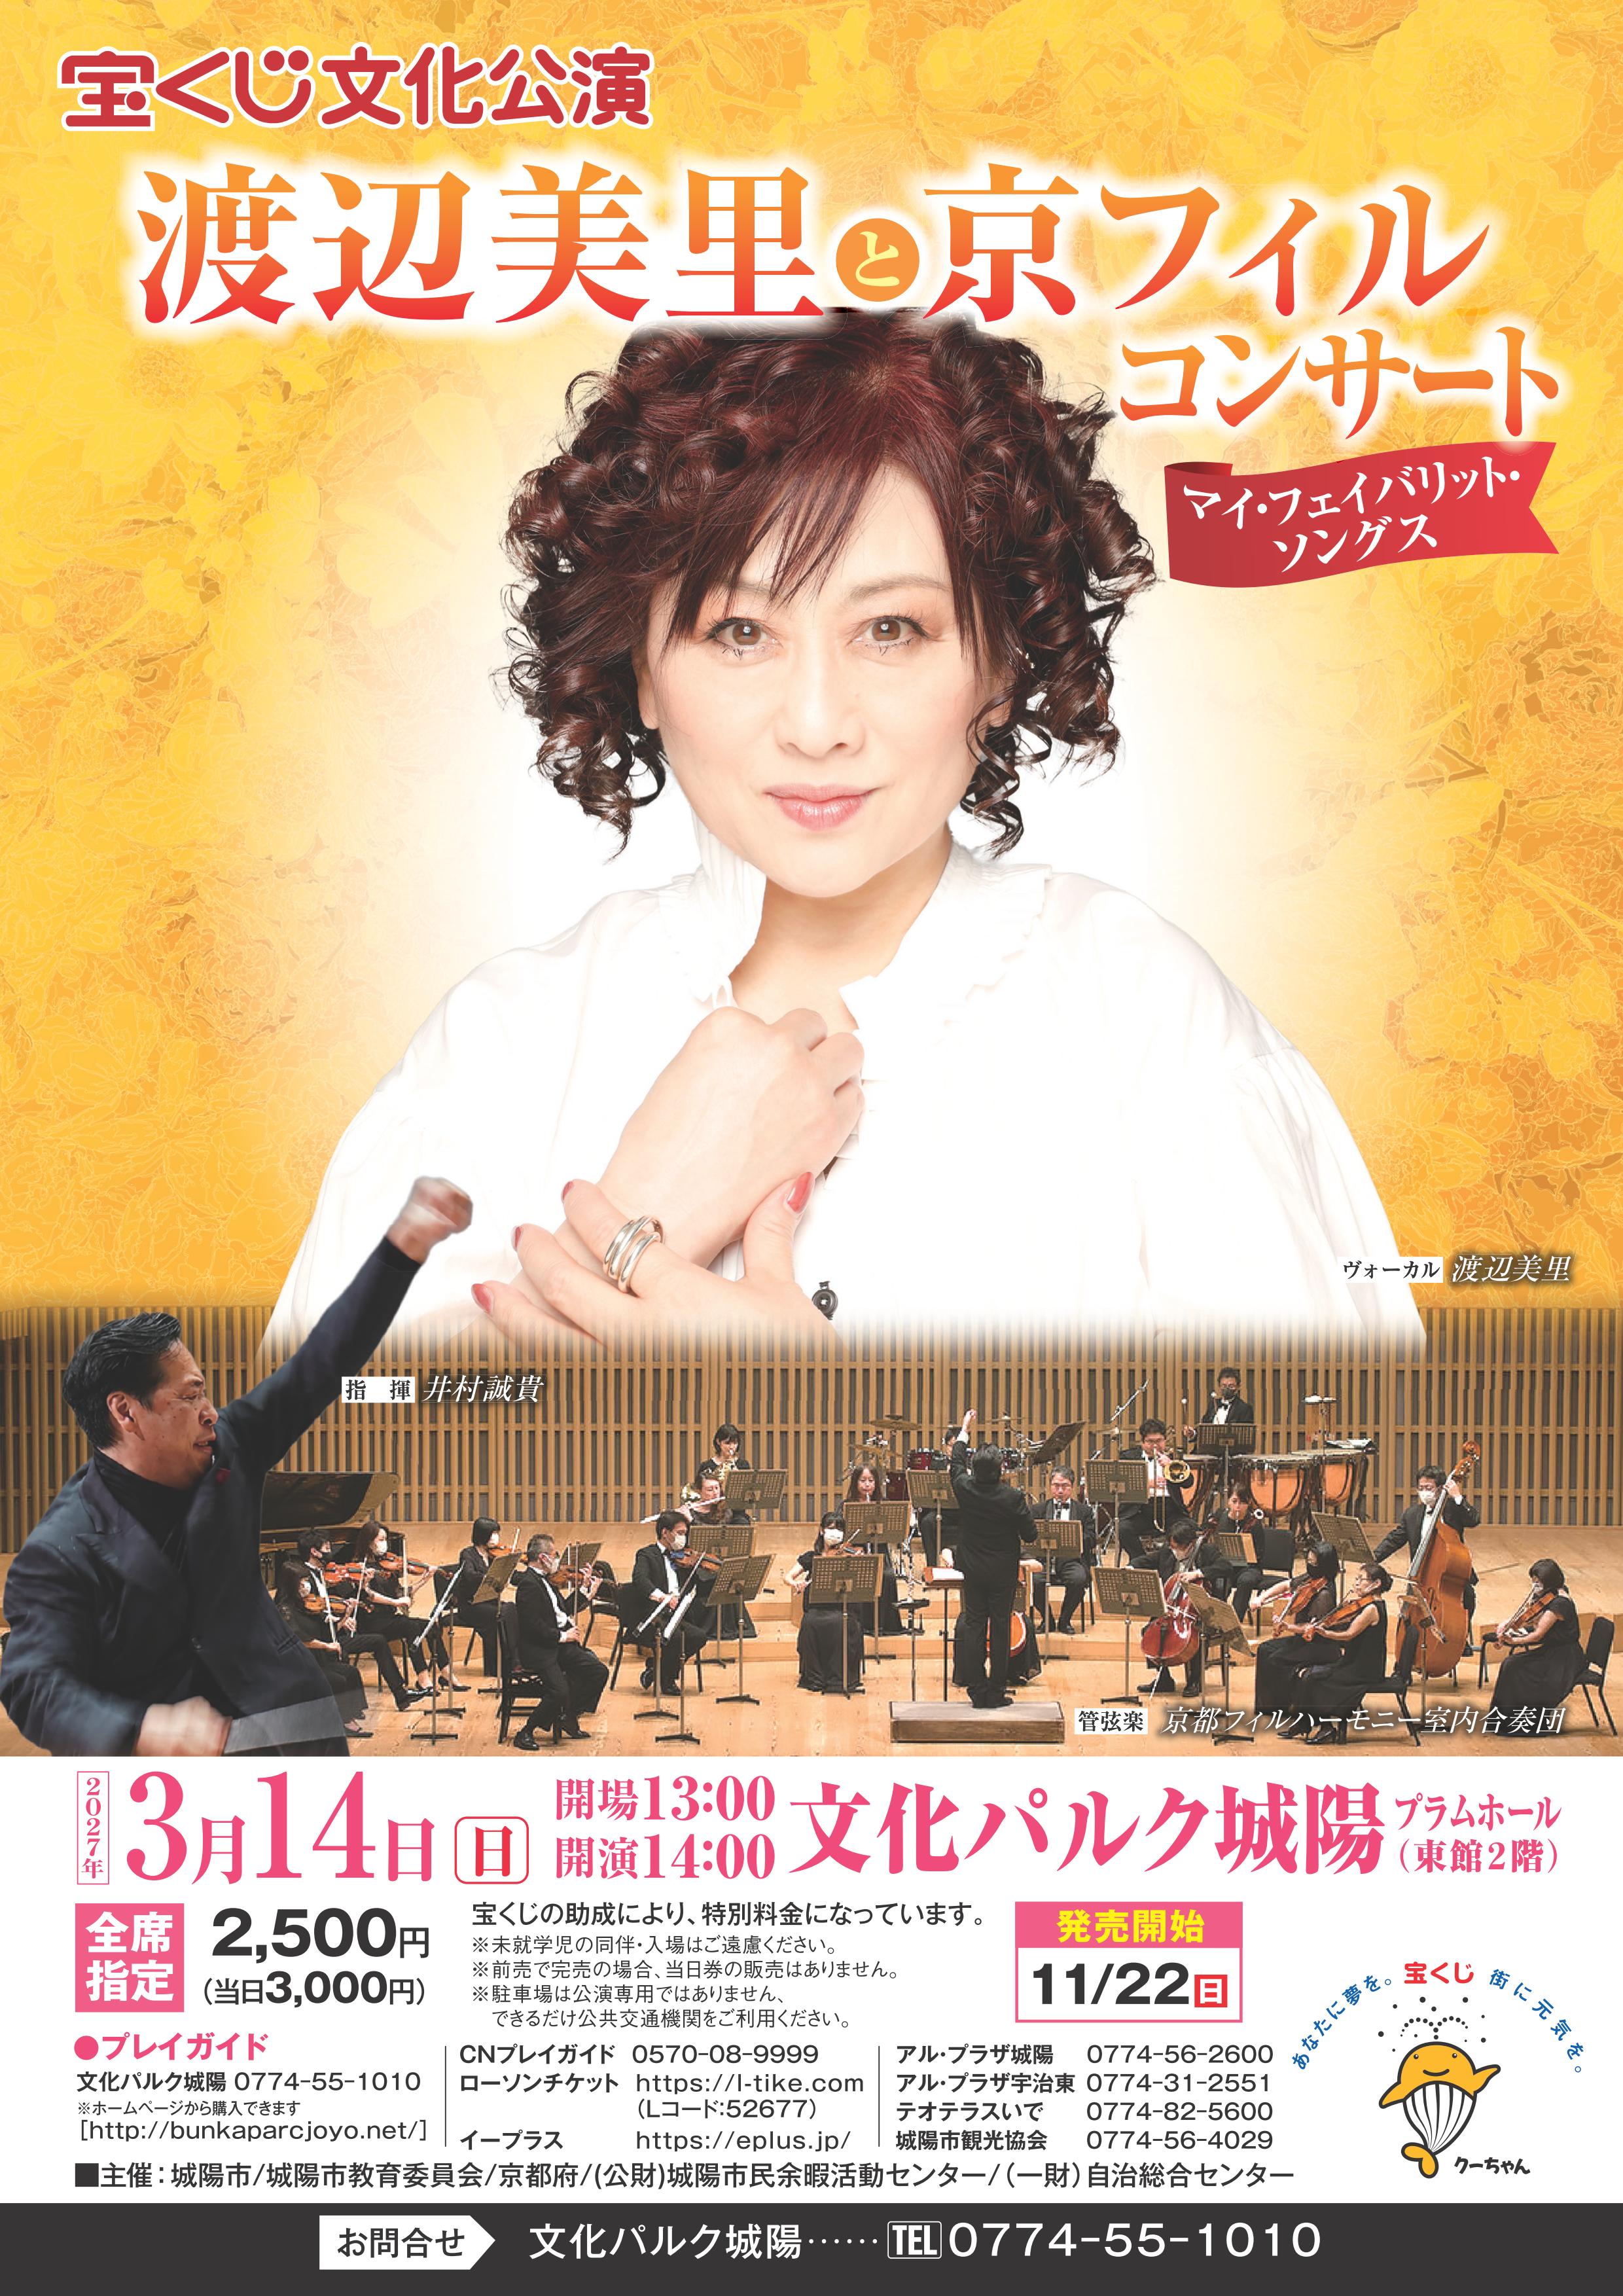 宝くじ文化公演
渡辺美里と京フィル
コンサート
マイ・フェイバリット・
ソングス
ヴォーカル 渡辺美里
指 揮 井村誠貴
管弦楽 京都フィルハーモニー室内合奏団
2027年 3月14日 日
開場13:00
開演14:00
文化パルク城陽
プラムホール
(東館2階)
全席
指定
2,500円
(当日3,000円)
宝くじの助成により、特別料金になっています。
※未就学児の同伴・入場はご遠慮ください。
※前売で完売の場合、当日券の販売はありません。
※駐車場は公演専用ではありません、
できるだけ公共交通機関をご利用ください。
発売開始
11/22日
●プレイガイド
文化パルク城陽 0774-55-1010
※ホームページから購入できます
[http://bunkaparcjoyo.net/]
CNプレイガイド 0570-08-9999
ローソンチケット https://l-tike.com
(Lコード:52677)
イープラス https://eplus.jp/
アル・プラザ城陽 0774-56-2600
アル・プラザ宇治東 0774-31-2551
テオテラスいで 0774-82-5600
城陽市観光協会 0774-56-4029
あなたに夢を。宝くじ 街に元気を。
クーちゃん
■主催:城陽市/城陽市教育委員会/京都府/(公財)城陽市民余暇活動センター/(一財)自治総合センター
お問合せ 文化パルク城陽……TEL0774-55-1010